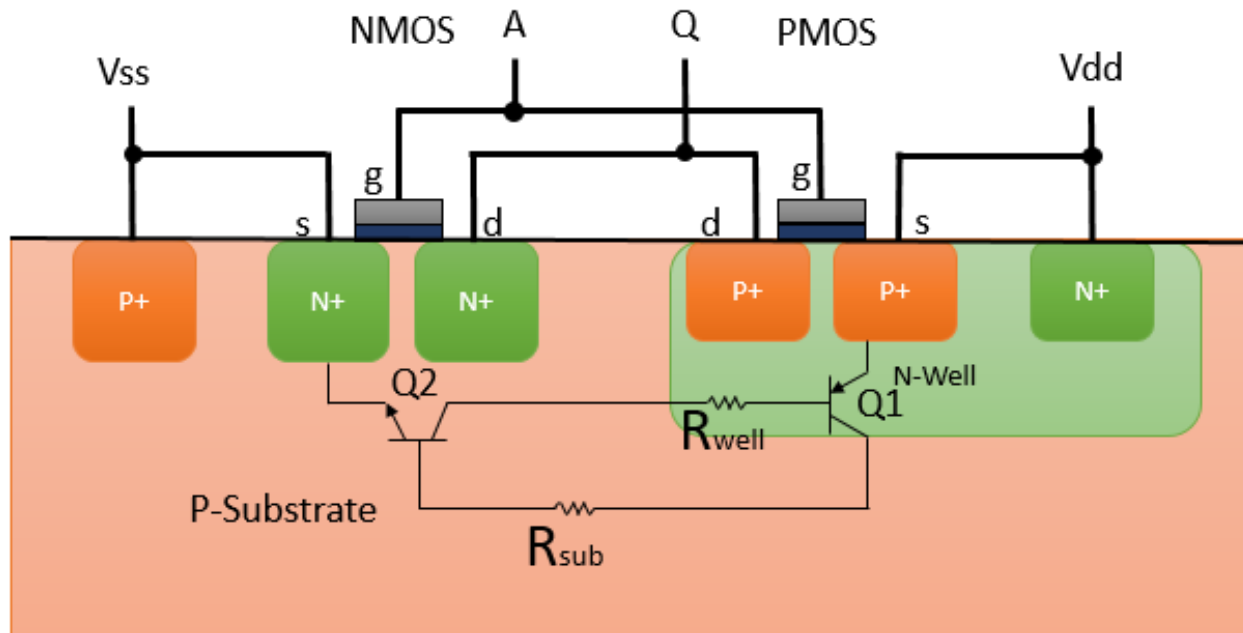 NMOS A Q PMOS
Vss Vdd
g g
s d d s
P+ N+ N+ P+ P+ N+
Q2 N-Well
Q1
Rwell
P-Substrate
Rsub